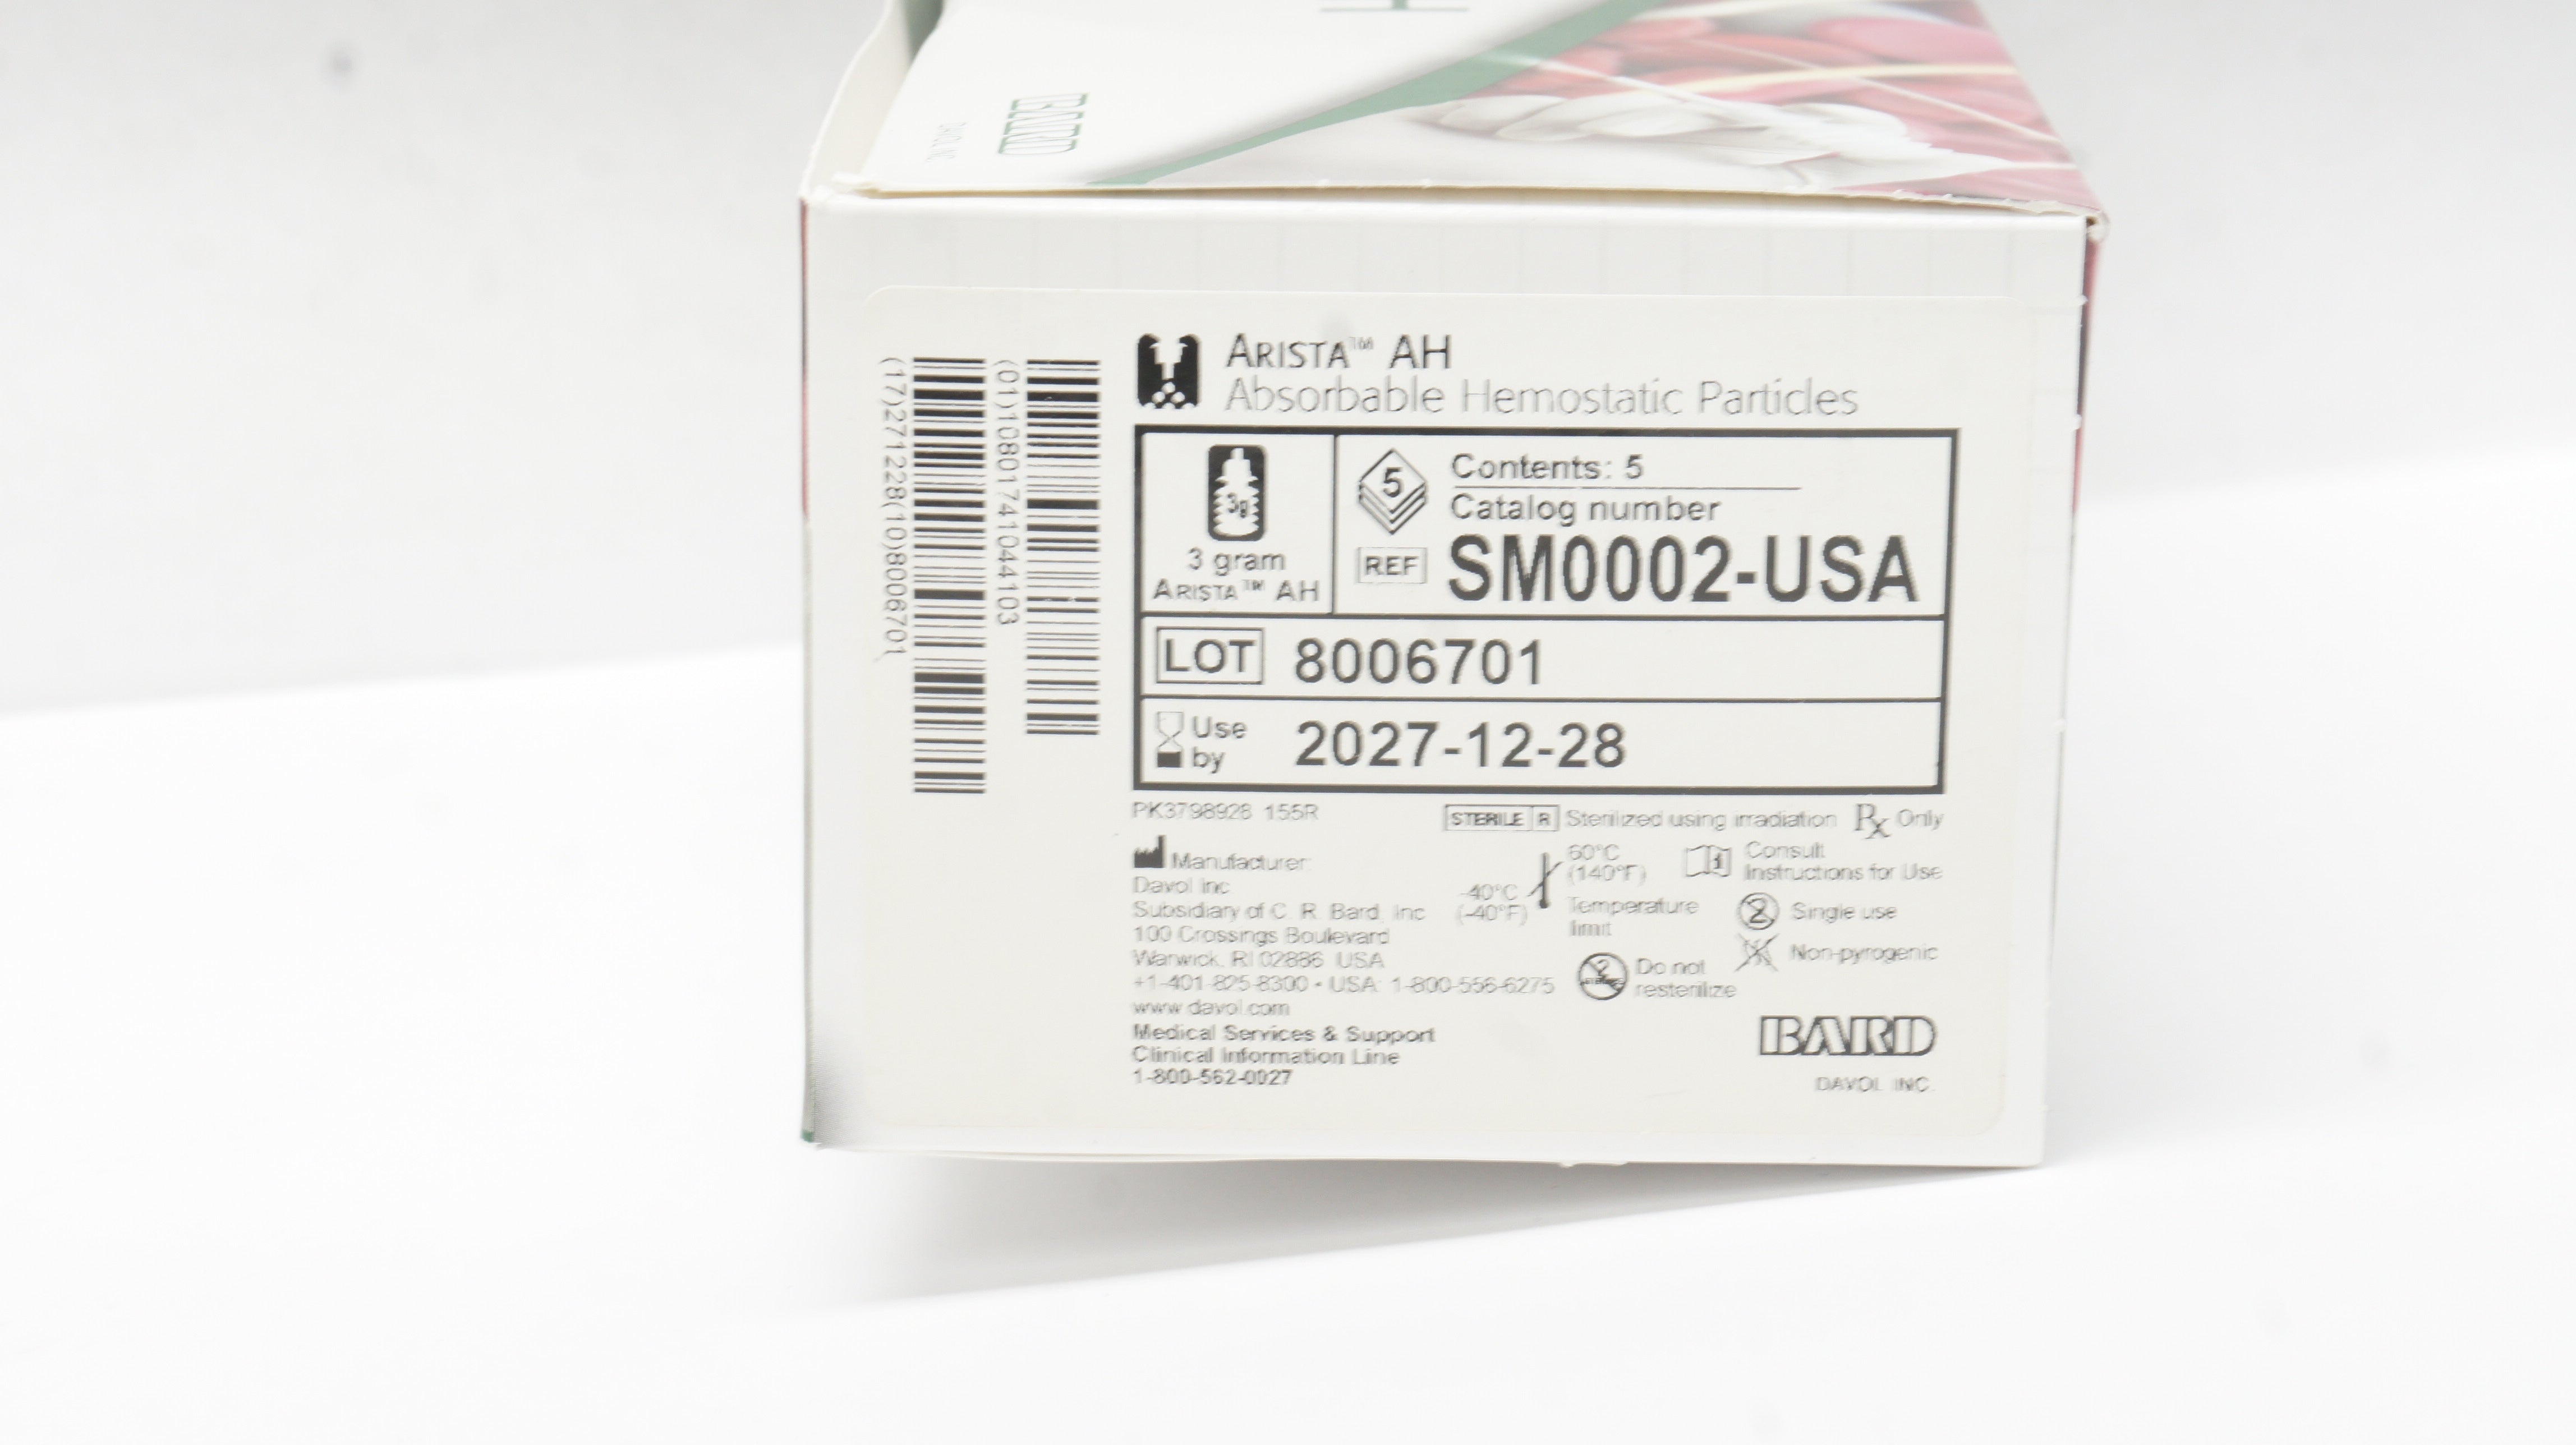 BARD
DAVOL INC.
H
(17)271228(10)8006701
(01)10801741044103
ARISTA™ AH
Absorbable Hemostatic Particles
3g
3 gram
ARISTA™ AH
5
Contents: 5
Catalog number
REF SM0002-USA
LOT 8006701
Use by 2027-12-28
PK3798928 155R
STERILE R Sterilized using irradiation Rx Only
Manufacturer:
Davol Inc.
Subsidiary of C. R. Bard, Inc.
100 Crossings Boulevard
Warwick, RI 02886 USA
+1-401-825-8300 • USA: 1-800-556-6275
www.davol.com
Medical Services & Support
Clinical Information Line
1-800-562-0027
60°C
(140°F)
-40°C
(-40°F)
Temperature
limit
Consult
Instructions for Use
2 Single use
Non-pyrogenic
2 Do not
resterilize
BARD
DAVOL INC.